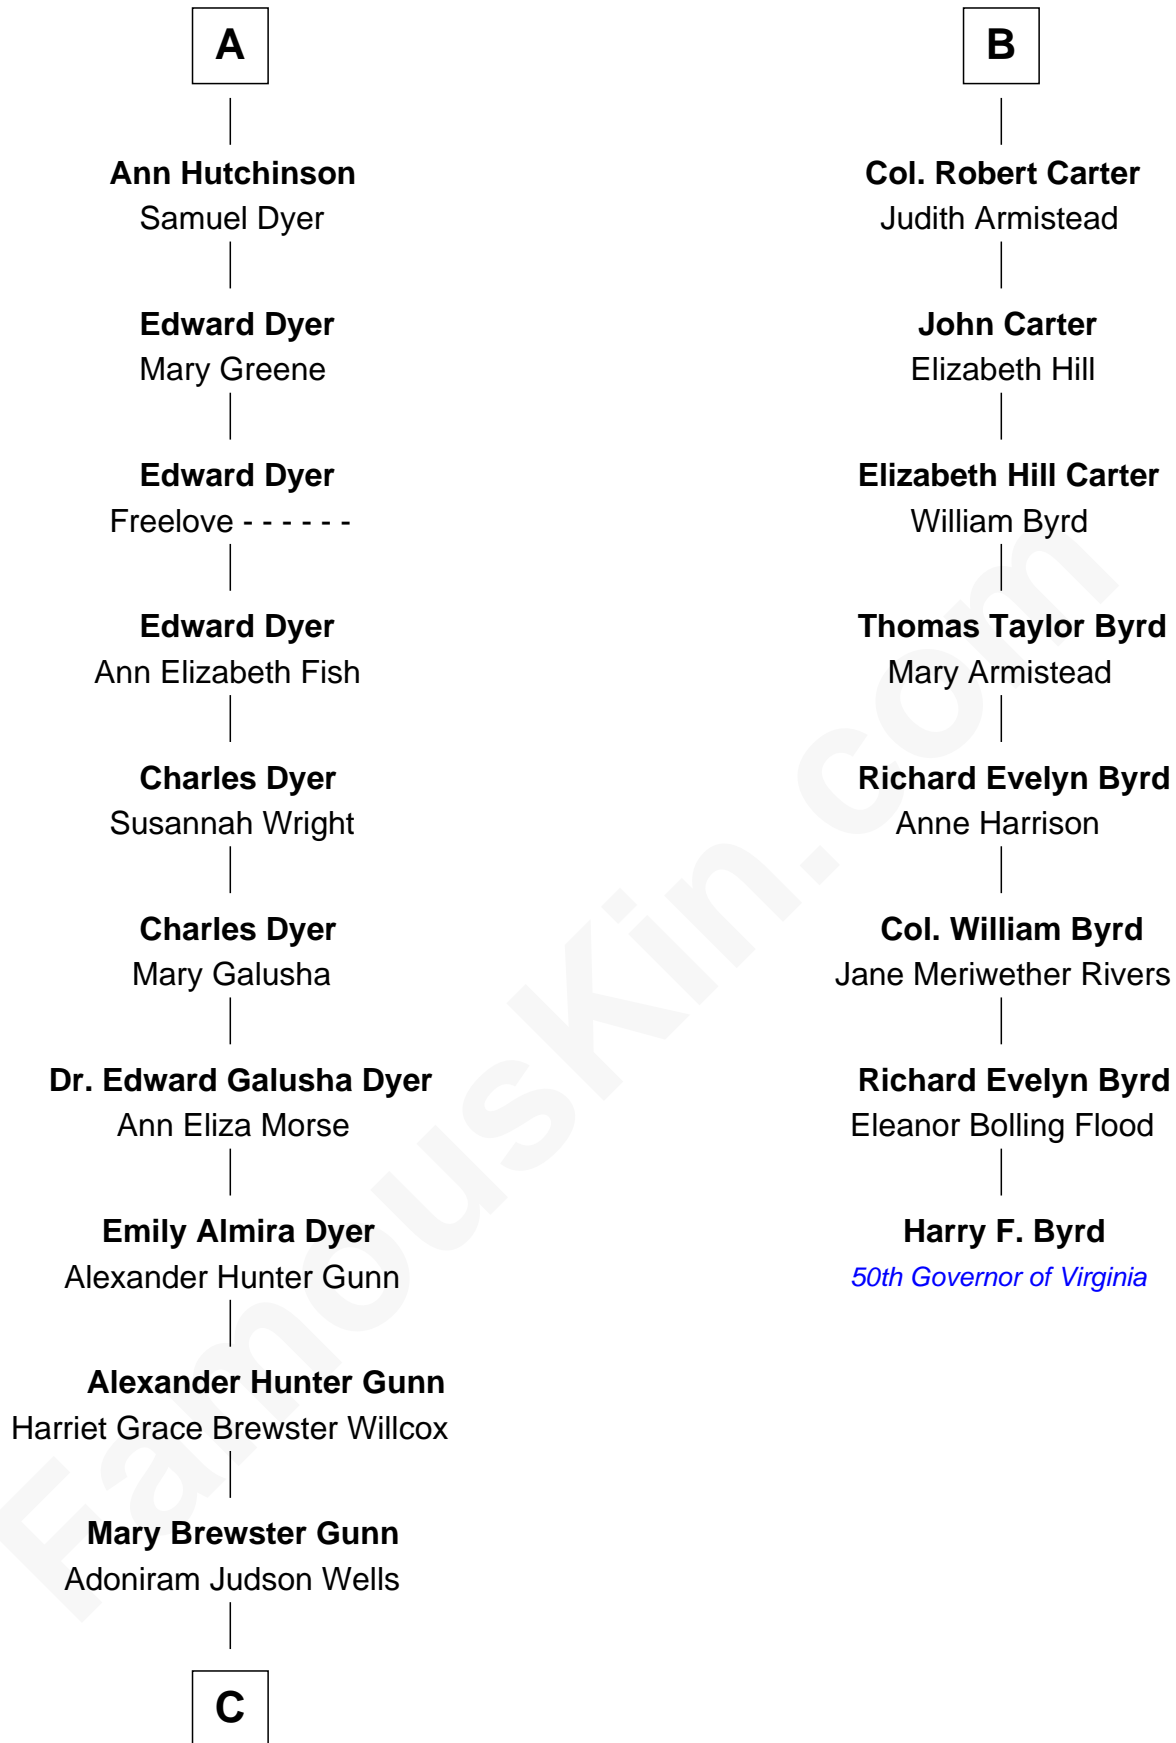 A
Ann Hutchinson
Samuel Dyer
Edward Dyer
Mary Greene
Edward Dyer
Freelove - - - - - -
Edward Dyer
Ann Elizabeth Fish
Charles Dyer
Susannah Wright
Charles Dyer
Mary Galusha
Dr. Edward Galusha Dyer
Ann Eliza Morse
Emily Almira Dyer
Alexander Hunter Gunn
Alexander Hunter Gunn
Harriet Grace Brewster Willcox
Mary Brewster Gunn
Adoniram Judson Wells
C
B
Col. Robert Carter
Judith Armistead
John Carter
Elizabeth Hill
Elizabeth Hill Carter
William Byrd
Thomas Taylor Byrd
Mary Armistead
Richard Evelyn Byrd
Anne Harrison
Col. William Byrd
Jane Meriwether Rivers
Richard Evelyn Byrd
Eleanor Bolling Flood
Harry F. Byrd
50th Governor of Virginia
FamousKin.com